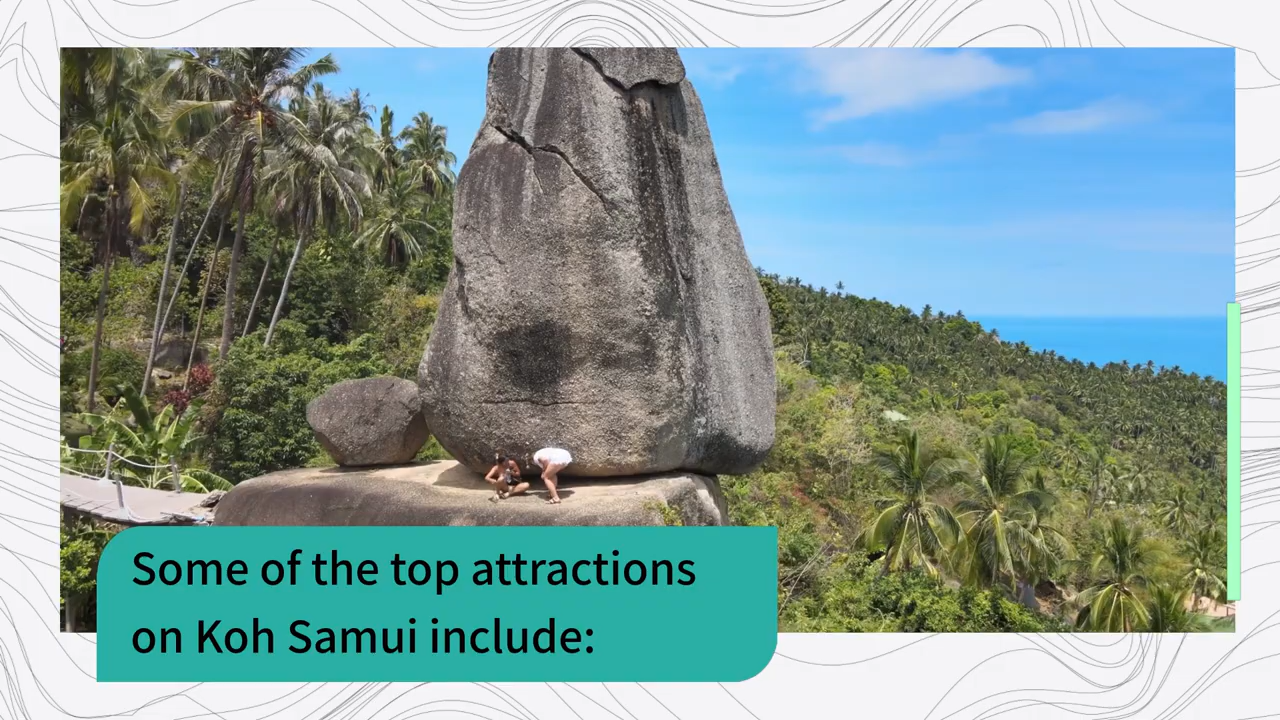 Some of the top attractions
on Koh Samui include: